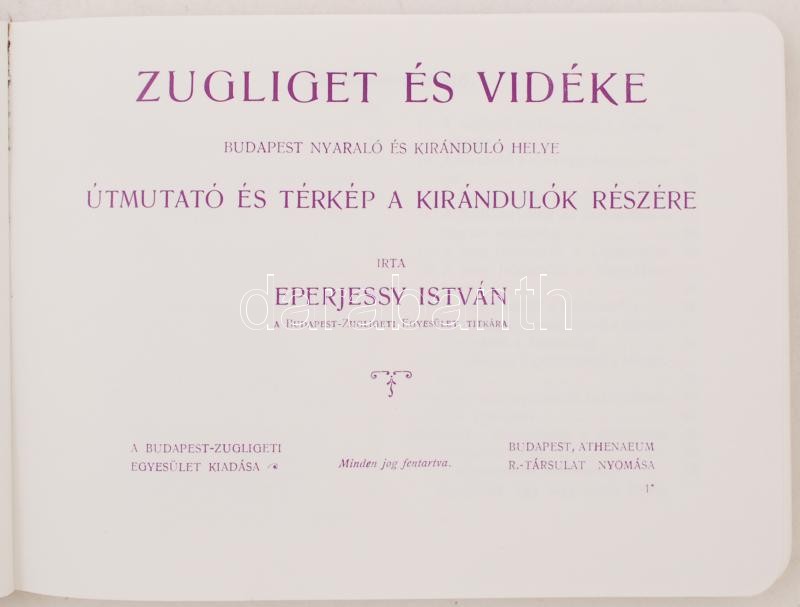 ZUGLIGET ÉS VIDÉKE
BUDAPEST NYARALÓ ÉS KIRÁNDULÓ HELYE
ÚTMUTATÓ ÉS TÉRKÉP A KIRÁNDULÓK RÉSZÉRE
IRTA
EPERJESSY ISTVÁN
darabanth
A BUDAPEST-ZUGLIGETI EGYESÜLET TITKÁRA
A BUDAPEST-ZUGLIGETI
EGYESÜLET KIADÁSA
Minden jog fentartva.
BUDAPEST, ATHENAEUM
R.-TÁRSULAT NYOMÁSA
1*